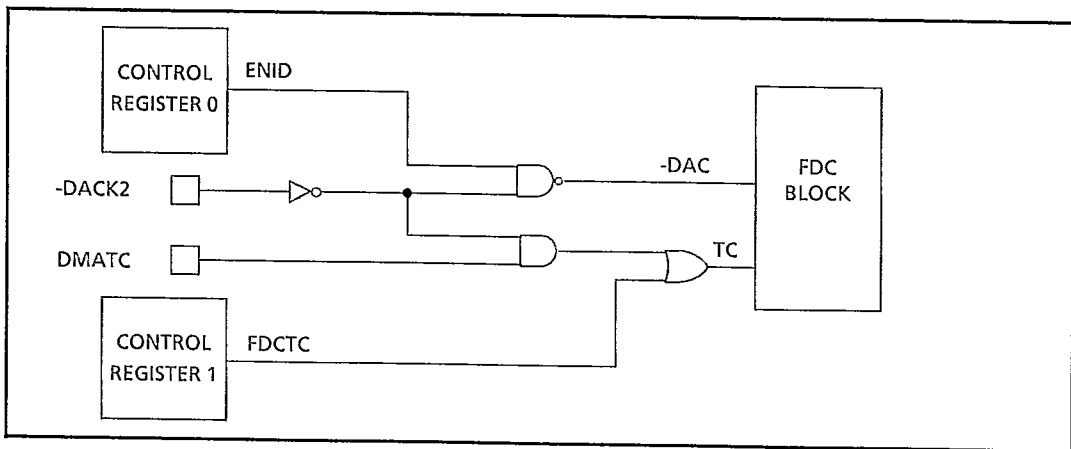 CONTROL
REGISTER 0
ENID
-DACK2
-DAC
FDC
BLOCK
DMATC
TC
CONTROL
REGISTER 1
FDCTC